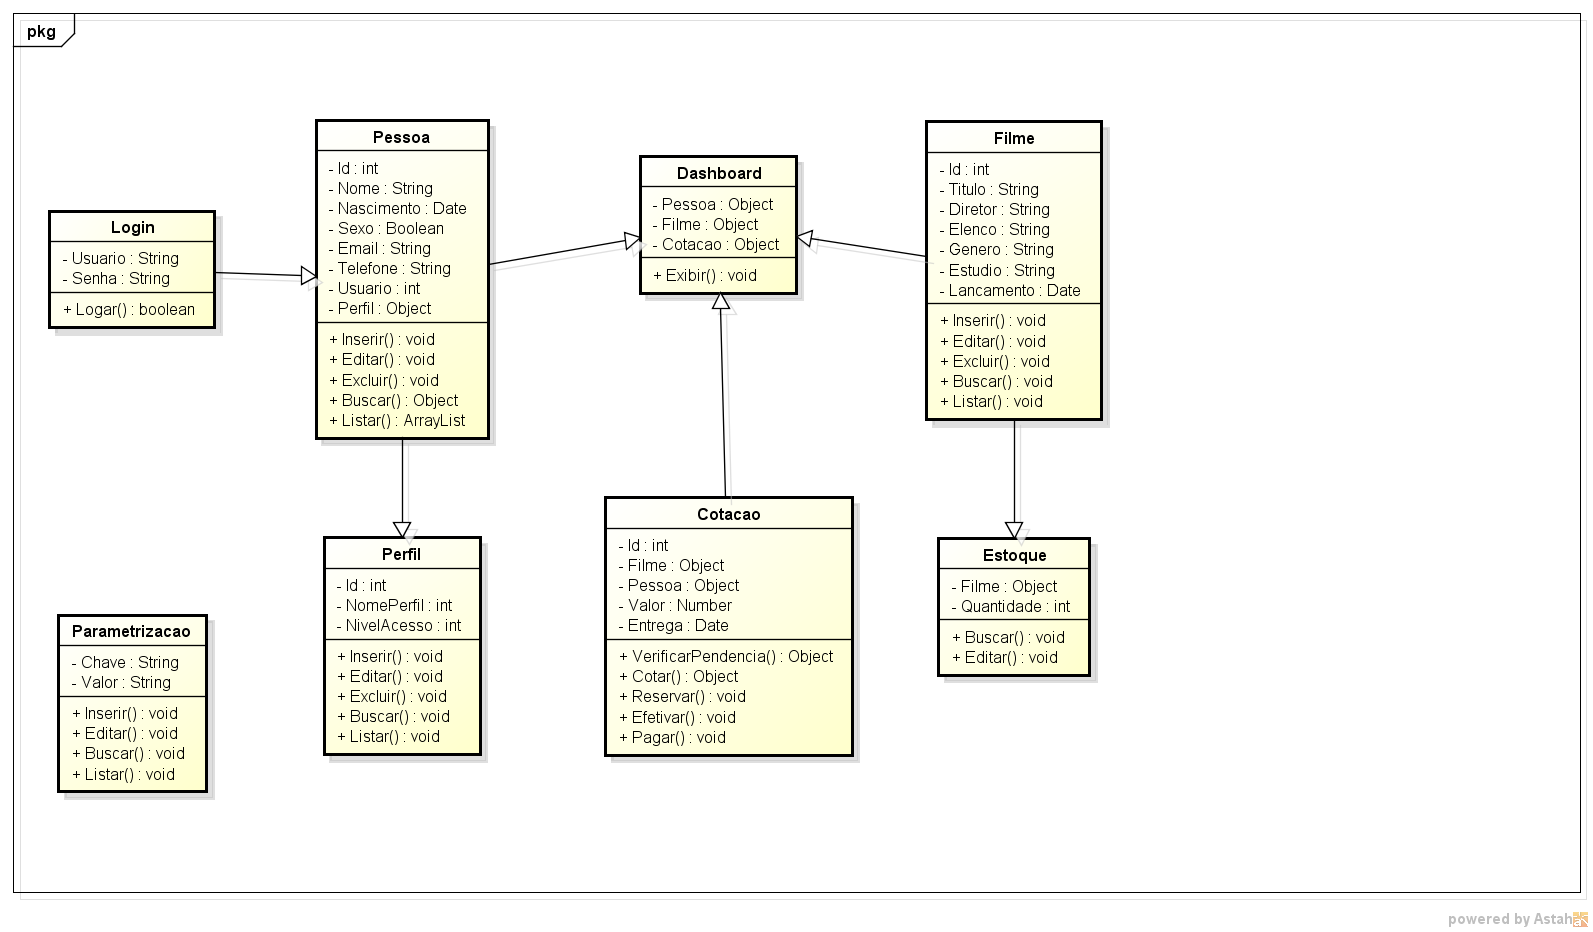 pkg
Login
- Usuario : String
- Senha : String
+ Logar() : boolean
Pessoa
- Id : int
- Nome : String
- Nascimento : Date
- Sexo : Boolean
- Email : String
- Telefone : String
- Usuario : int
- Perfil : Object
+ Inserir() : void
+ Editar() : void
+ Excluir() : void
+ Buscar() : Object
+ Listar() : ArrayList
Dashboard
- Pessoa : Object
- Filme : Object
- Cotacao : Object
+ Exibir() : void
Filme
- Id : int
- Titulo : String
- Diretor : String
- Elenco : String
- Genero : String
- Estudio : String
- Lancamento : Date
+ Inserir() : void
+ Editar() : void
+ Excluir() : void
+ Buscar() : void
+ Listar() : void
Parametrizacao
- Chave : String
- Valor : String
+ Inserir() : void
+ Editar() : void
+ Buscar() : void
+ Listar() : void
Perfil
- Id : int
- NomePerfil : int
- NivelAcesso : int
+ Inserir() : void
+ Editar() : void
+ Excluir() : void
+ Buscar() : void
+ Listar() : void
Cotacao
- Id : int
- Filme : Object
- Pessoa : Object
- Valor : Number
- Entrega : Date
+ VerificarPendencia() : Object
+ Cotar() : Object
+ Reservar() : void
+ Efetivar() : void
+ Pagar() : void
Estoque
- Filme : Object
- Quantidade : int
+ Buscar() : void
+ Editar() : void
powered by Astah